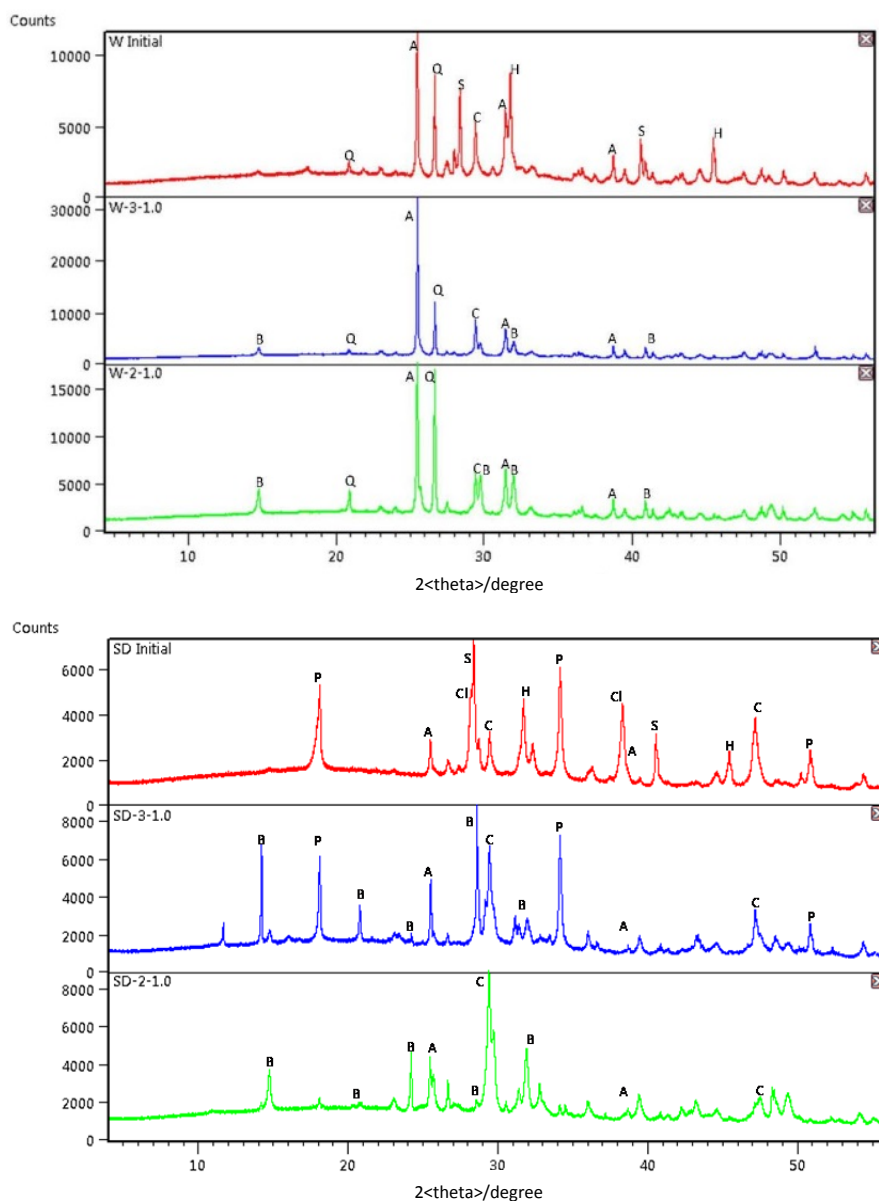 Counts
W Initial
10000
5000
0
A
Q
S
H
C
A
Q
A
S
H
W-3-1.0
30000
20000
10000
0
A
Q
C
A
B
B
Q
A
B
W-2-1.0
15000
10000
5000
0
A
Q
B
Q
C
B
A
B
A
B
10
20
30
40
50
2<theta>/degree
Counts
SD Initial
6000
4000
2000
0
P
A
S
Cl
C
H
P
Cl
A
S
H
C
P
SD-3-1.0
8000
6000
4000
2000
0
B
P
B
B
A
B
C
B
P
A
C
P
SD-2-1.0
8000
6000
4000
2000
0
B
B
B
A
B
C
B
A
C
10
20
30
40
50
2<theta>/degree